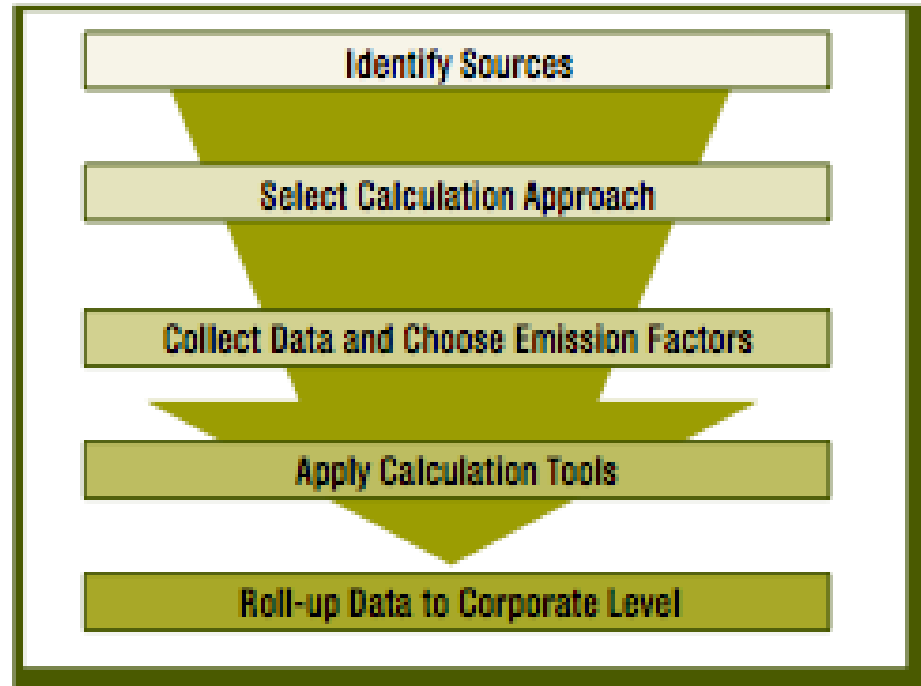 Identify Sources
Select Calculation Approach
Collect Data and Choose Emission Factors
Apply Calculation Tools
Roll-up Data to Corporate Level